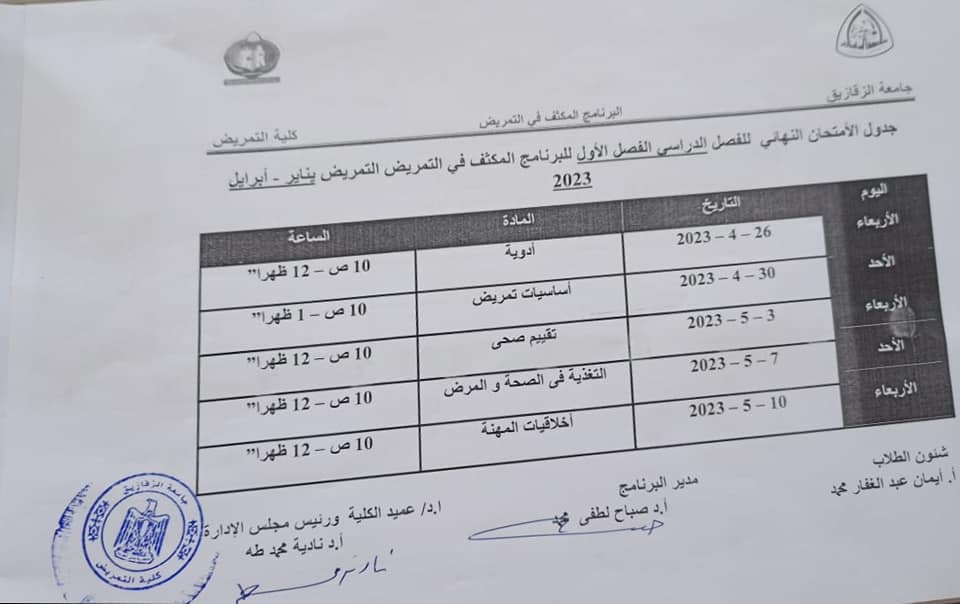 جامعة الزقازيق
البرنامج المكثف في التمريض
كلية التمريض
جدول الأمتحان النهائي للفصل الدراسي الفصل الأول للبرنامج المكثف في التمريض التمريض يناير - أبرايل
2023
اليوم التاريخ المادة الساعة
الأربعاء 26 – 4 – 2023 أدوية 10 ص – 12 ظهرا"
الأحد 30 – 4 – 2023 أساسيات تمريض 10 ص – 1 ظهرا"
الأربعاء 3 – 5 – 2023 تقييم صحى 10 ص – 12 ظهرا"
الأحد 7 – 5 – 2023 التغذية فى الصحة و المرض 10 ص – 12 ظهرا"
الأربعاء 10 – 5 – 2023 أخلاقيات المهنة 10 ص – 12 ظهرا"
شئون الطلاب
أ. أيمان عبد الغفار محمد
مدير البرنامج
أ.د صباح لطفى محمد
ا.د/ عميد الكلية ورئيس مجلس الإدارة
أ.د نادية محمد طه
جامعة الزقازيق
كلية التمريض